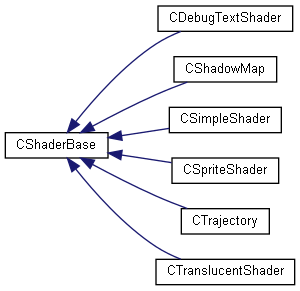 CDebugTextShader
CShadowMap
CSimpleShader
CShaderBase
CSpriteShader
CTrajectory
CTranslucentShader